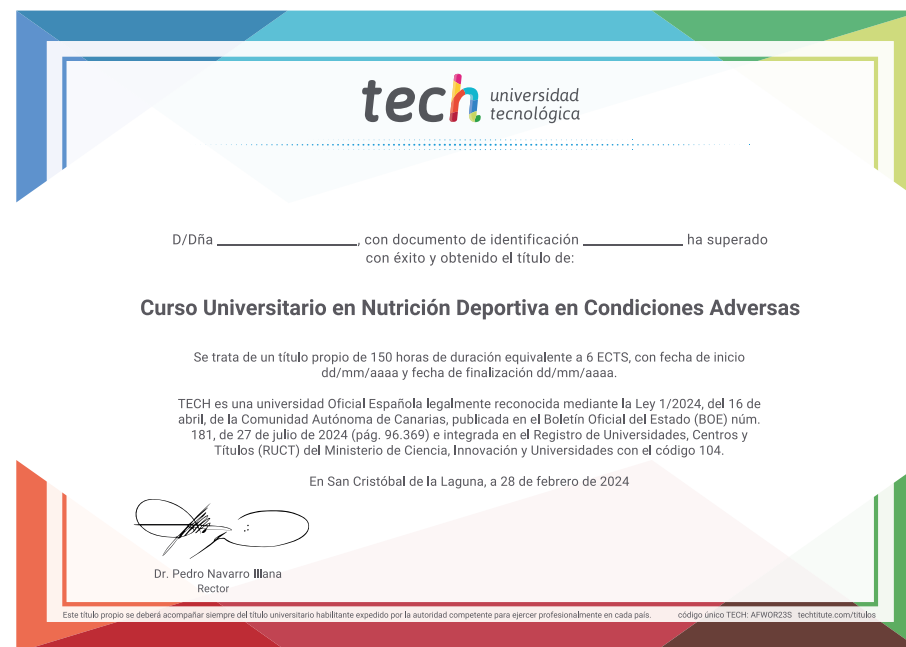 tech universidad
tecnológica
D/Dña ____________________, con documento de identificación ______________ ha superado
con éxito y obtenido el título de:
Curso Universitario en Nutrición Deportiva en Condiciones Adversas
Se trata de un título propio de 150 horas de duración equivalente a 6 ECTS, con fecha de inicio
dd/mm/aaaa y fecha de finalización dd/mm/aaaa.
TECH es una universidad Oficial Española legalmente reconocida mediante la Ley 1/2024, del 16 de
abril, de la Comunidad Autónoma de Canarias, publicada en el Boletín Oficial del Estado (BOE) núm.
181, de 27 de julio de 2024 (pág. 96.369) e integrada en el Registro de Universidades, Centros y
Títulos (RUCT) del Ministerio de Ciencia, Innovación y Universidades con el código 104.
En San Cristóbal de la Laguna, a 28 de febrero de 2024
Dr. Pedro Navarro Illana
Rector
Este título propio se deberá acompañar siempre del título universitario habilitante expedido por la autoridad competente para ejercer profesionalmente en cada país. código único TECH: AFWOR23S techtitute.com/titulos